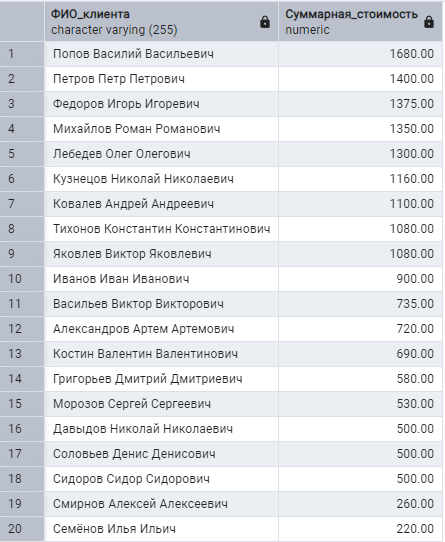 ФИО_клиента Суммарная_стоимость
character varying (255) numeric
1 Попов Василий Васильевич 1680.00
2 Петров Петр Петрович 1400.00
3 Федоров Игорь Игоревич 1375.00
4 Михайлов Роман Романович 1350.00
5 Лебедев Олег Олегович 1300.00
6 Кузнецов Николай Николаевич 1160.00
7 Ковалев Андрей Андреевич 1100.00
8 Тихонов Константин Константинович 1080.00
9 Яковлев Виктор Яковлевич 1080.00
10 Иванов Иван Иванович 900.00
11 Васильев Виктор Викторович 735.00
12 Александров Артем Артемович 720.00
13 Костин Валентин Валентинович 690.00
14 Григорьев Дмитрий Дмитриевич 580.00
15 Морозов Сергей Сергеевич 530.00
16 Давыдов Николай Николаевич 500.00
17 Соловьев Денис Денисович 500.00
18 Сидоров Сидор Сидорович 500.00
19 Смирнов Алексей Алексеевич 260.00
20 Семёнов Илья Ильич 220.00